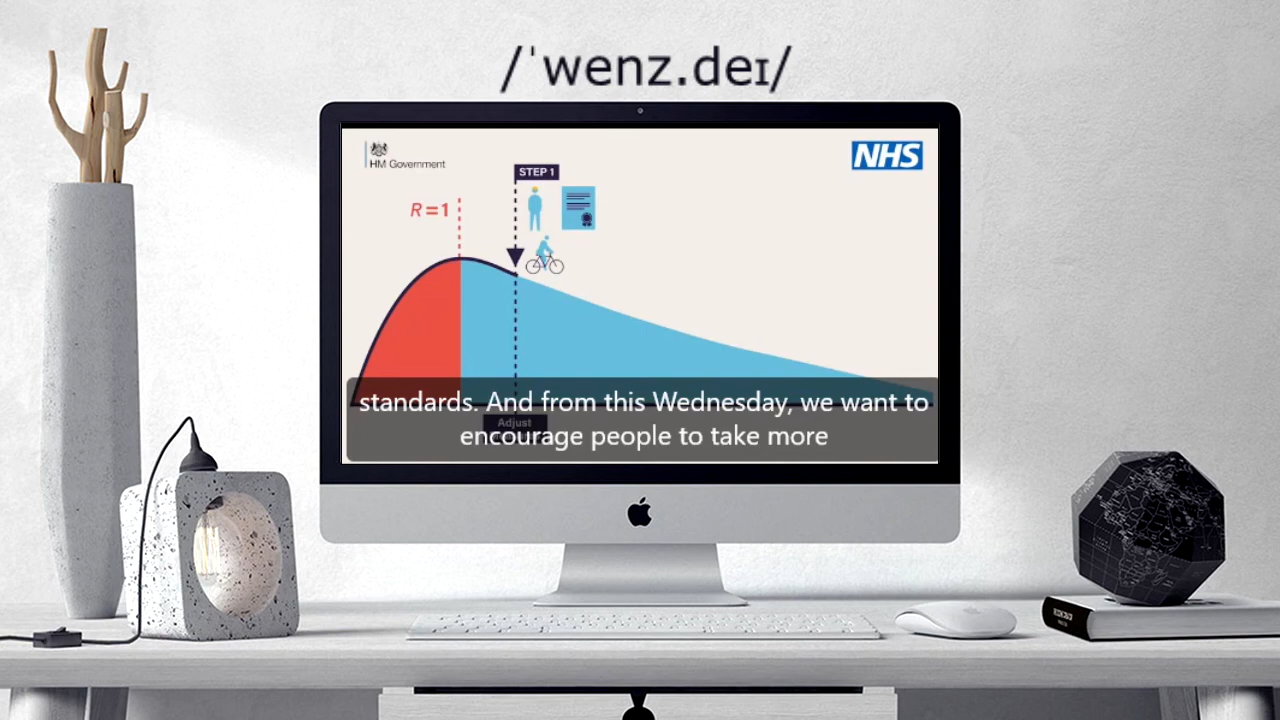 /ˈwenz.deɪ/
HM Government
NHS
STEP 1
R=1
Adjust
standards. And from this Wednesday, we want to
encourage people to take more